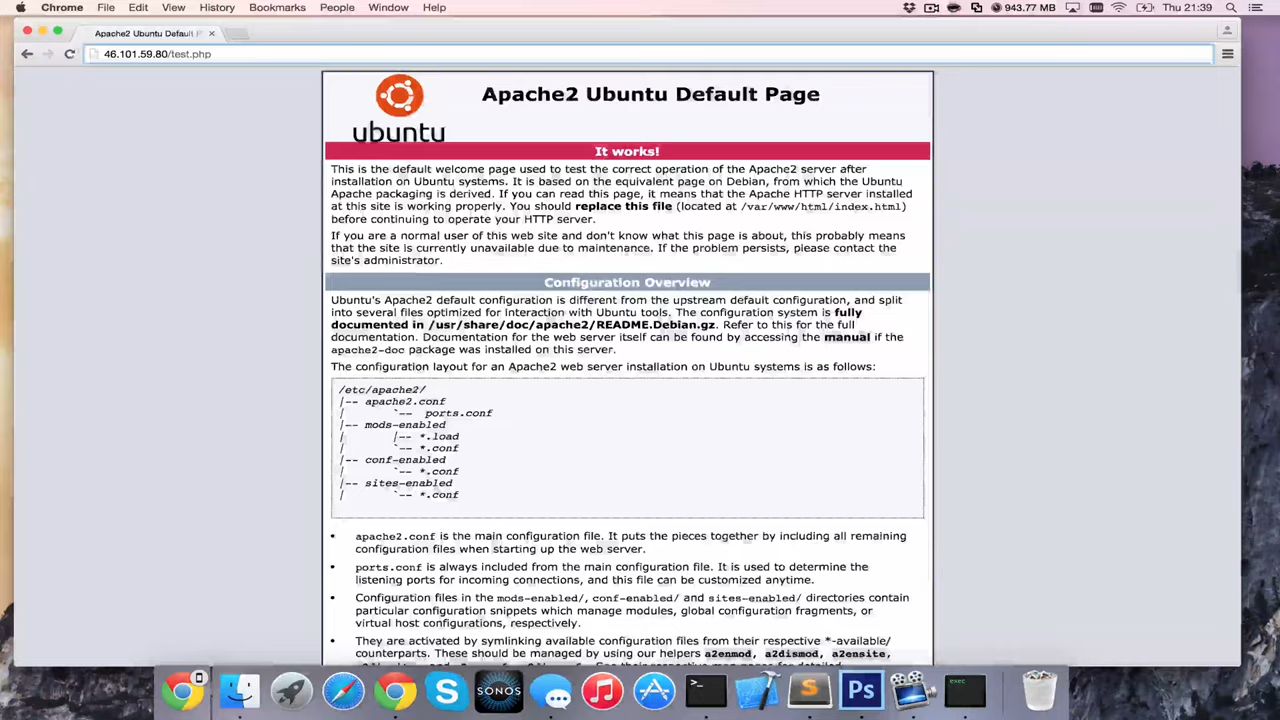 Chrome File Edit View History Bookmarks People Window Help 943.77 MB Thu 21:39
Apache2 Ubuntu Default P
46.101.59.80/test.php
ubuntu
Apache2 Ubuntu Default Page
It works!
This is the default welcome page used to test the correct operation of the Apache2 server after
installation on Ubuntu systems. It is based on the equivalent page on Debian, from which the Ubuntu
Apache packaging is derived. If you can read this page, it means that the Apache HTTP server installed
at this site is working properly. You should replace this file (located at /var/www/html/index.html)
before continuing to operate your HTTP server.
If you are a normal user of this web site and don't know what this page is about, this probably means
that the site is currently unavailable due to maintenance. If the problem persists, please contact the
site's administrator.
Configuration Overview
Ubuntu's Apache2 default configuration is different from the upstream default configuration, and split
into several files optimized for interaction with Ubuntu tools. The configuration system is fully
documented in /usr/share/doc/apache2/README.Debian.gz. Refer to this for the full
documentation. Documentation for the web server itself can be found by accessing the manual if the
apache2-doc package was installed on this server.
The configuration layout for an Apache2 web server installation on Ubuntu systems is as follows:
/etc/apache2/
|-- apache2.conf
| `-- ports.conf
|-- mods-enabled
| |-- *.load
| `-- *.conf
|-- conf-enabled
| `-- *.conf
|-- sites-enabled
| `-- *.conf
• apache2.conf is the main configuration file. It puts the pieces together by including all remaining
configuration files when starting up the web server.
• ports.conf is always included from the main configuration file. It is used to determine the
listening ports for incoming connections, and this file can be customized anytime.
• Configuration files in the mods-enabled/, conf-enabled/ and sites-enabled/ directories contain
particular configuration snippets which manage modules, global configuration fragments, or
virtual host configurations, respectively.
• They are activated by symlinking available configuration files from their respective *-available/
counterparts. These should be managed by using our helpers a2enmod, a2dismod, a2ensite,
SONOS
>_
S
Ps
exec